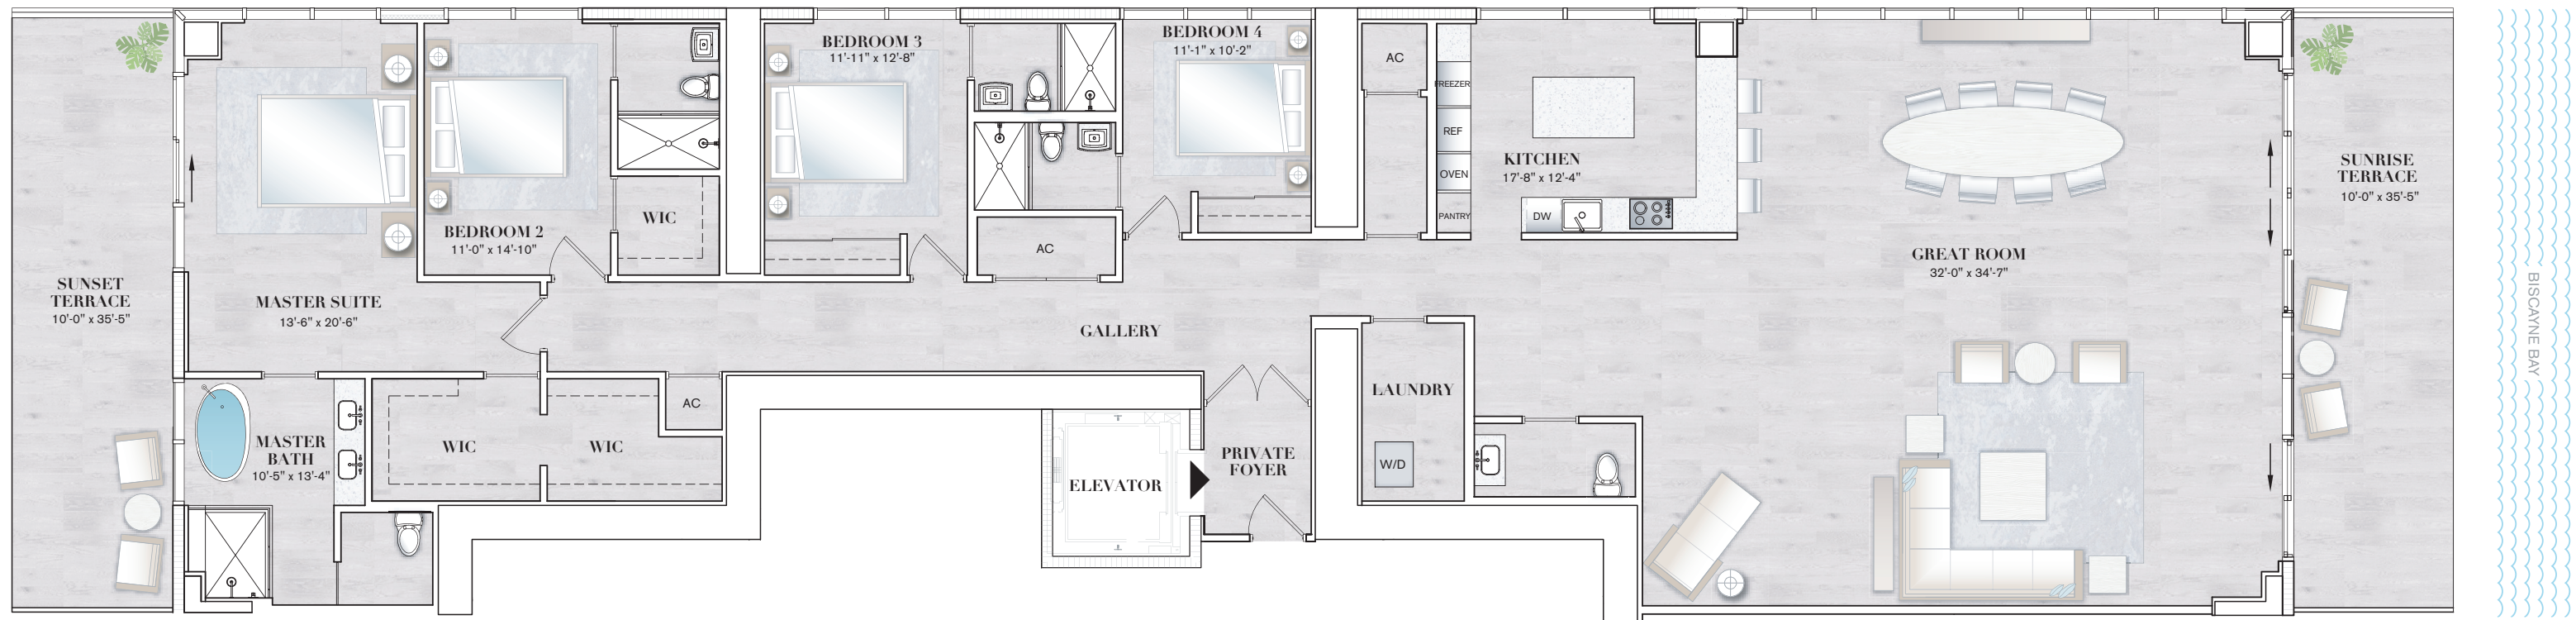 SUNSET
TERRACE
10'-0" x 35'-5"
MASTER SUITE
13'-6" x 20'-6"
BEDROOM 2
11'-0" x 14'-10"
WIC
BEDROOM 3
11'-11" x 12'-8"
AC
BEDROOM 4
11'-1" x 10'-2"
AC
FREEZER
REF
OVEN
PANTRY
KITCHEN
17'-8" x 12'-4"
DW
GREAT ROOM
32'-0" x 34'-7"
SUNRISE
TERRACE
10'-0" x 35'-5"
BISCAYNE BAY
GALLERY
MASTER
BATH
10'-5" x 13'-4"
WIC
WIC
AC
ELEVATOR
PRIVATE
FOYER
LAUNDRY
W/D